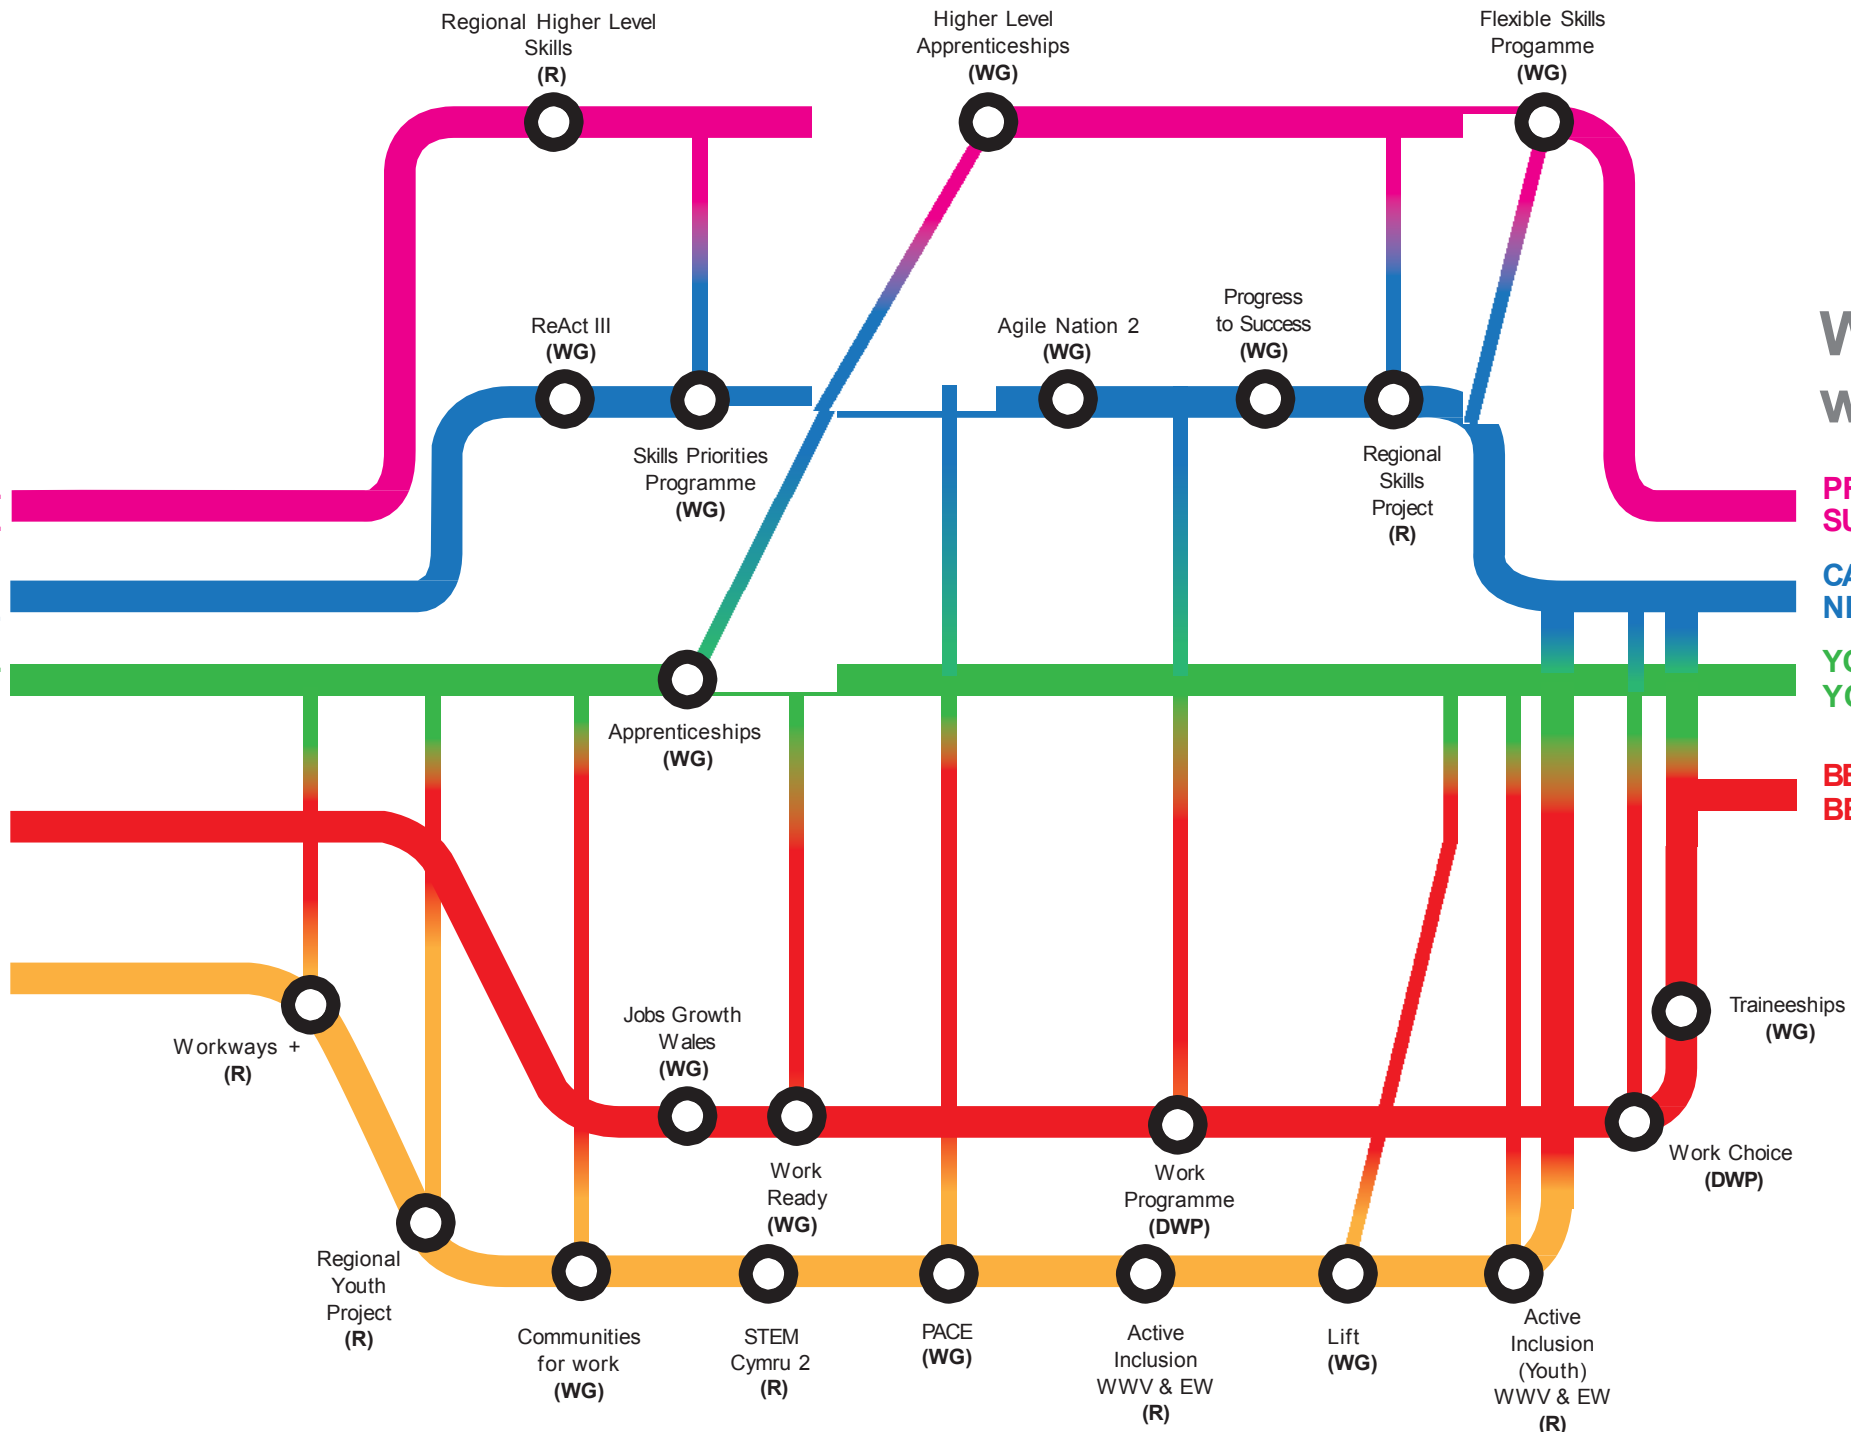 Regional Higher Level
Skills
(R)
Higher Level
Apprenticeships
(WG)
Flexible Skills
Progamme
(WG)
ReAct III
(WG)
Agile Nation 2
(WG)
Progress
to Success
(WG)
Skills Priorities
Programme
(WG)
Regional
Skills
Project
(R)
Apprenticeships
(WG)
Workways +
(R)
Jobs Growth
Wales
(WG)
Traineeships
(WG)
Work
Ready
(WG)
Work
Programme
(DWP)
Work Choice
(DWP)
Regional
Youth
Project
(R)
Communities
for work
(WG)
STEM
Cymru 2
(R)
PACE
(WG)
Active
Inclusion
WWV & EW
(R)
Lift
(WG)
Active
Inclusion
(Youth)
WWV & EW
(R)